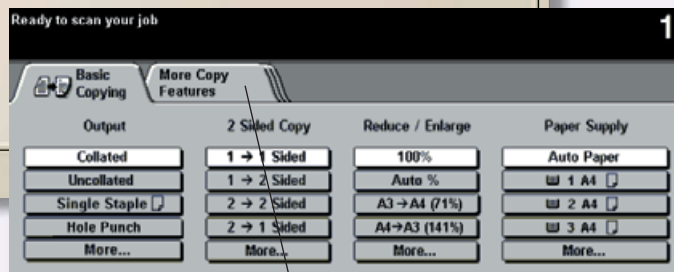 Ready to scan your job 1
Basic Copying
More Copy Features
Output
Collated
Uncollated
Single Staple
Hole Punch
More...
2 Sided Copy
1 → 1 Sided
1 → 2 Sided
2 → 2 Sided
2 → 1 Sided
More...
Reduce / Enlarge
100%
Auto %
A3→A4 (71%)
A4→A3 (141%)
More...
Paper Supply
Auto Paper
1 A4
2 A4
3 A4
More...